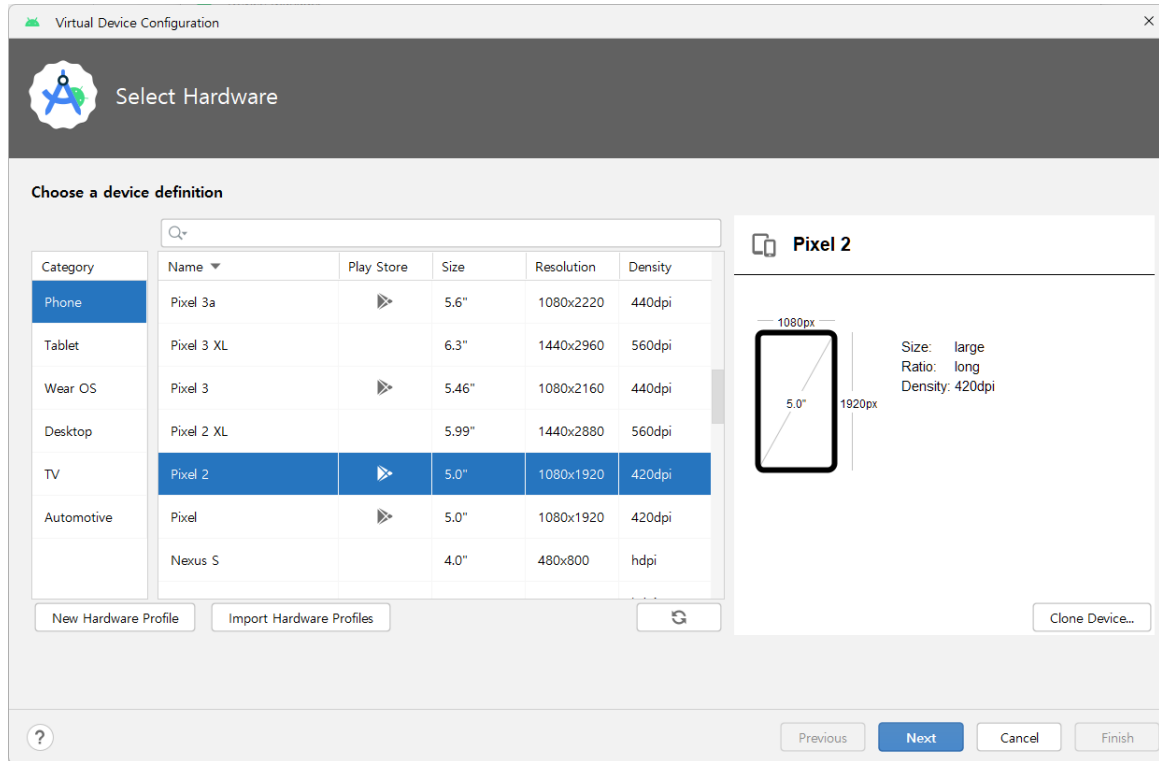 Virtual Device Configuration
Select Hardware
Choose a device definition
Category
Phone
Tablet
Wear OS
Desktop
TV
Automotive
Name Play Store Size Resolution Density
Pixel 3a 5.6" 1080x2220 440dpi
Pixel 3 XL 6.3" 1440x2960 560dpi
Pixel 3 5.46" 1080x2160 440dpi
Pixel 2 XL 5.99" 1440x2880 560dpi
Pixel 2 5.0" 1080x1920 420dpi
Pixel 5.0" 1080x1920 420dpi
Nexus S 4.0" 480x800 hdpi
New Hardware Profile
Import Hardware Profiles
Pixel 2
1080px
5.0"
1920px
Size: large
Ratio: long
Density: 420dpi
Clone Device...
?
Previous
Next
Cancel
Finish